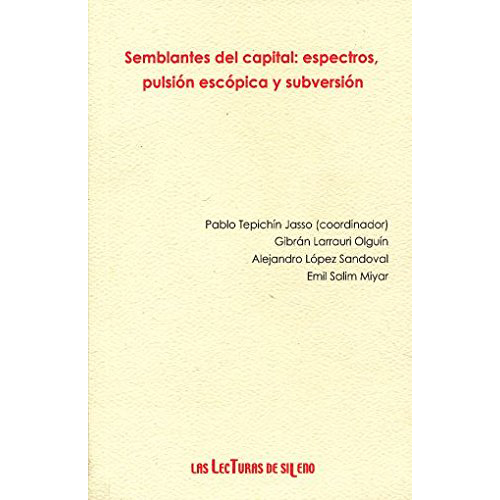 Semblantes del capital: espectros,
pulsión escópica y subversión
Pablo Tepichín Jasso (coordinador)
Gibrán Larrauri Olguín
Alejandro López Sandoval
Emil Salim Miyar
LAS LECTURAS DE SILENO